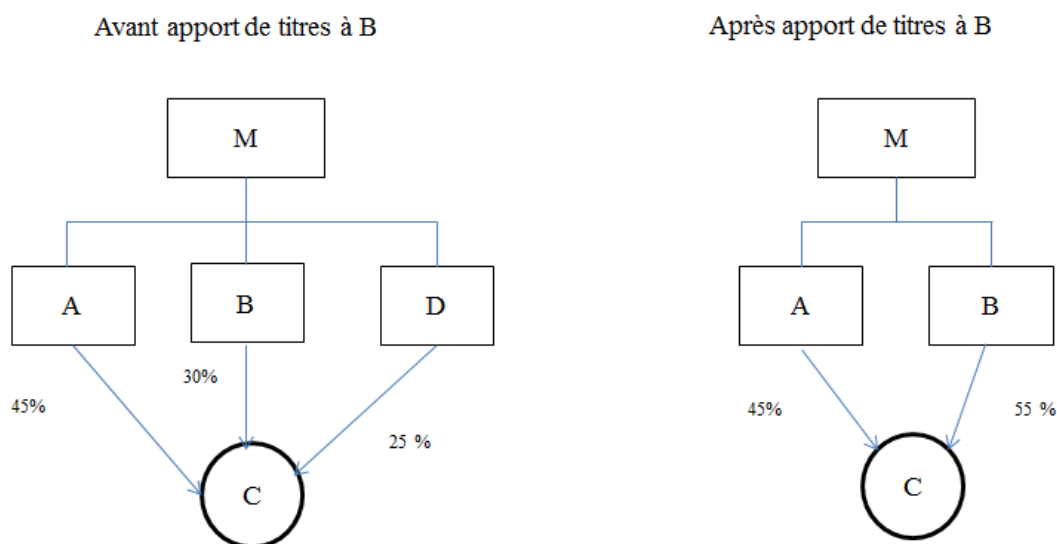 Avant apport de titres à B
Après apport de titres à B
M
M
A
B
D
A
B
45%
30%
25 %
45%
55 %
C
C